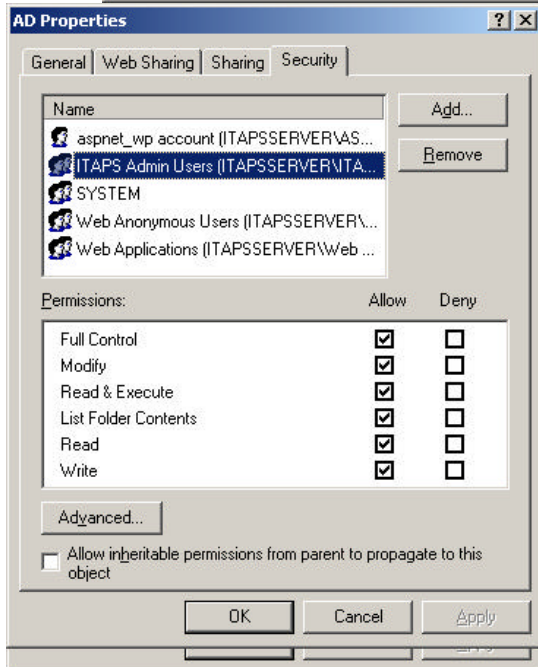 AD Properties
General Web Sharing Sharing Security
Name
Add...
aspnet_wp account (ITAPSSERVER\AS...
ITAPS Admin Users (ITAPSSERVER\ITA...
Remove
SYSTEM
Web Anonymous Users (ITAPSSERVER\...
Web Applications (ITAPSSERVER\Web ...
Permissions: Allow Deny
Full Control
Modify
Read & Execute
List Folder Contents
Read
Write
Advanced...
Allow inheritable permissions from parent to propagate to this
object
OK Cancel Apply